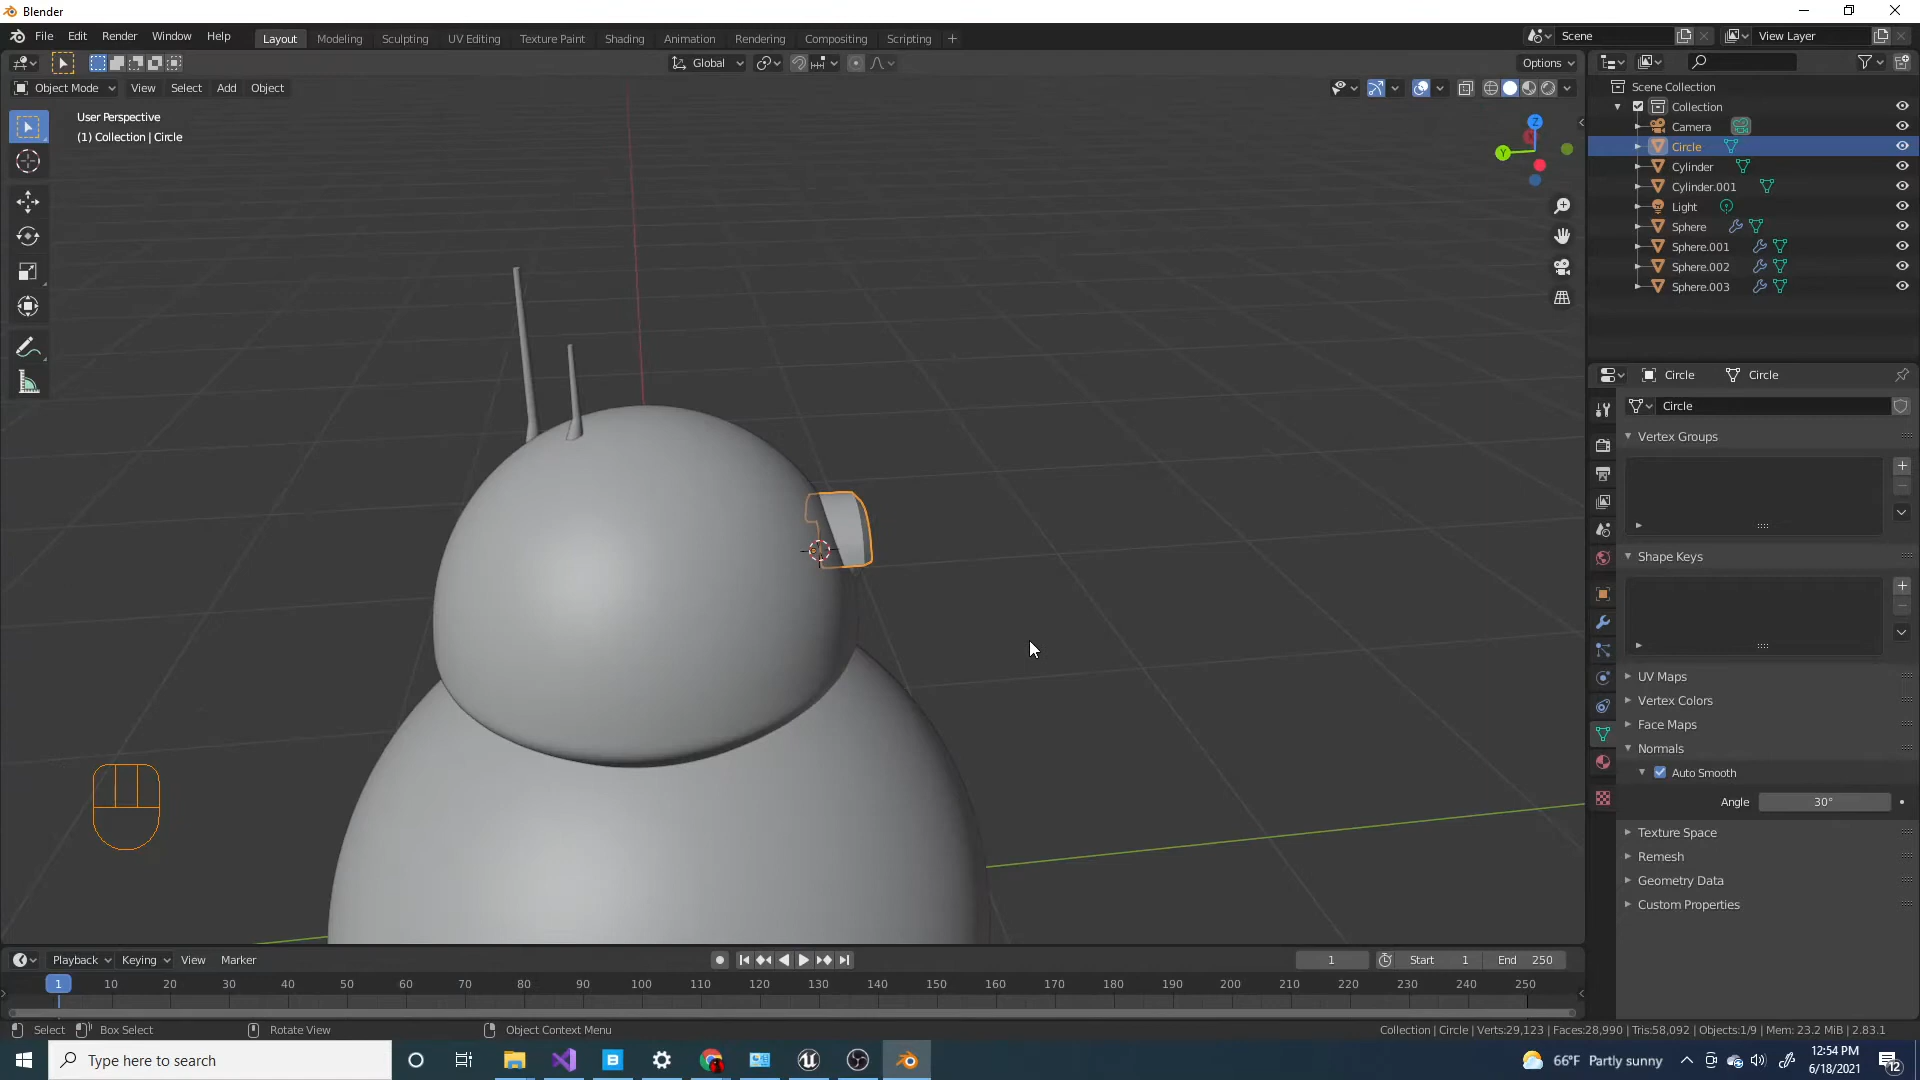 Blender
File Edit Render Window Help
Layout Modeling Sculpting UV Editing Texture Paint Shading Animation Rendering Compositing Scripting +
Scene
View Layer
Global
Options
Object Mode View Select Add Object
User Perspective
(1) Collection | Circle
Z
Y
Scene Collection
Collection
Camera
Circle
Cylinder
Cylinder.001
Light
Sphere
Sphere.001
Sphere.002
Sphere.003
Circle Circle
Circle
Vertex Groups
Shape Keys
UV Maps
Vertex Colors
Face Maps
Normals
Auto Smooth
Angle 30°
Texture Space
Remesh
Geometry Data
Custom Properties
Playback Keying View Marker
1 Start 1 End 250
1 10 20 30 40 50 60 70 80 90 100 110 120 130 140 150 160 170 180 190 200 210 220 230 240 250
Select Box Select Rotate View Object Context Menu
Collection | Circle | Verts:29,123 | Faces:28,990 | Tris:58,092 | Objects:1/9 | Mem: 23.2 MiB | 2.83.1
Type here to search
66°F Partly sunny
12:54 PM
6/18/2021
12